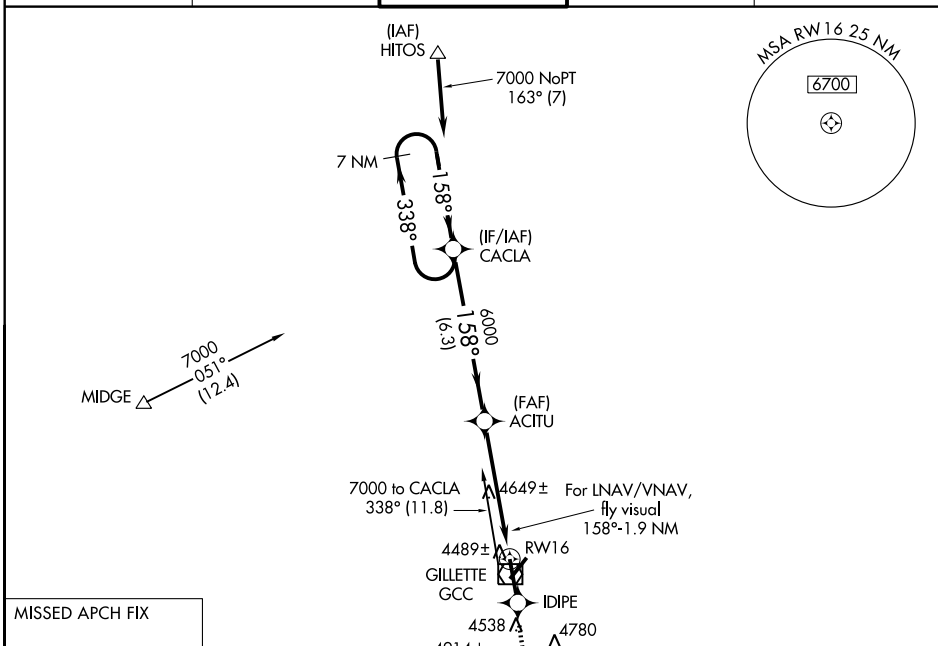 (IAF)
HITOS
7000 NoPT
163° (7)
MSA RW16 25 NM
6700
7 NM
158°
338°
(IF/IAF)
CACLA
6000
158°
(6.3)
7000
051°
(12.4)
MIDGE
(FAF)
ACITU
7000 to CACLA
338° (11.8)
4649±
For LNAV/VNAV,
fly visual
158°-1.9 NM
4489±
RW16
GILLETTE
GCC
IDIPE
MISSED APCH FIX
4538
4780